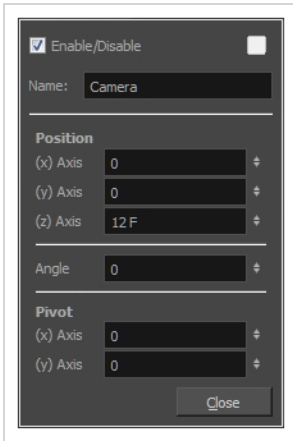 Enable/Disable
Name: Camera
Position
(x) Axis 0
(y) Axis 0
(z) Axis 12 F
Angle 0
Pivot
(x) Axis 0
(y) Axis 0
Close